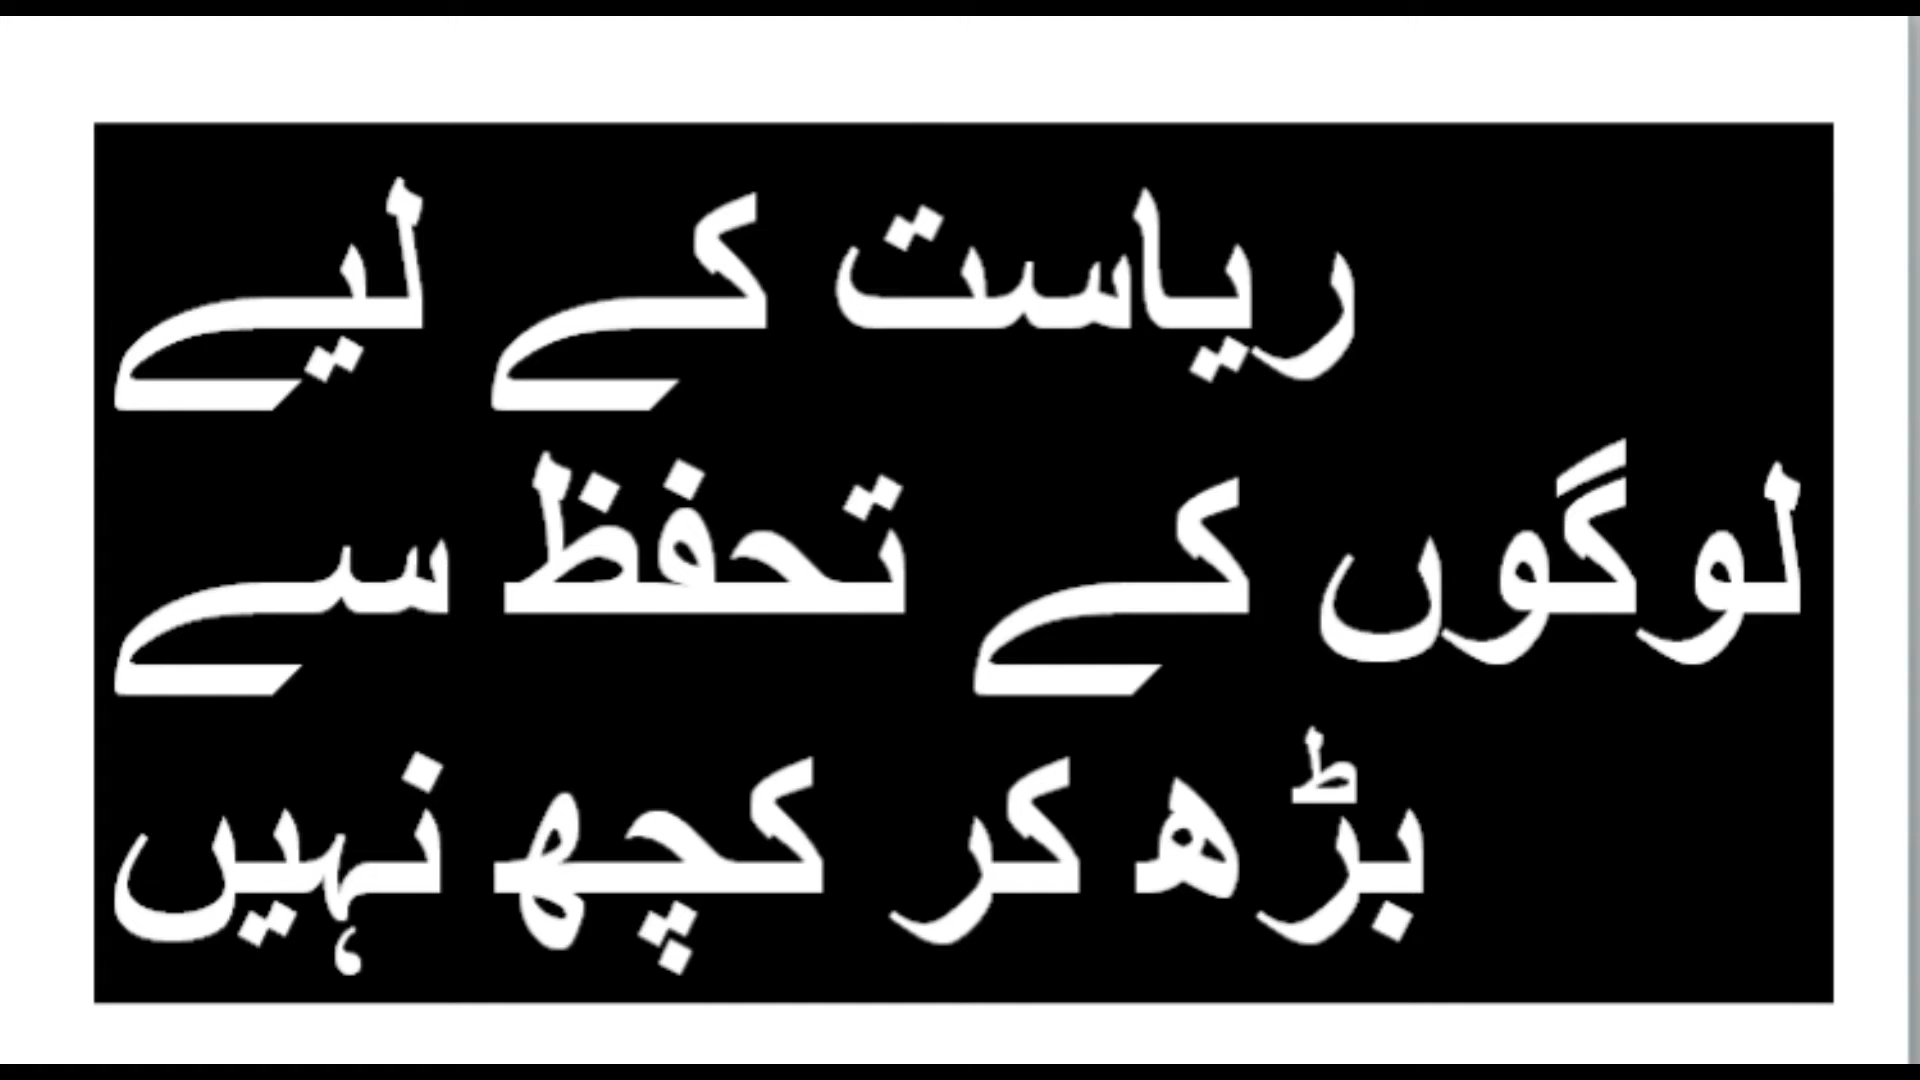 ریاست کے لیے
لوگوں کے تحفظ سے
بڑھ کر کچھ نہیں